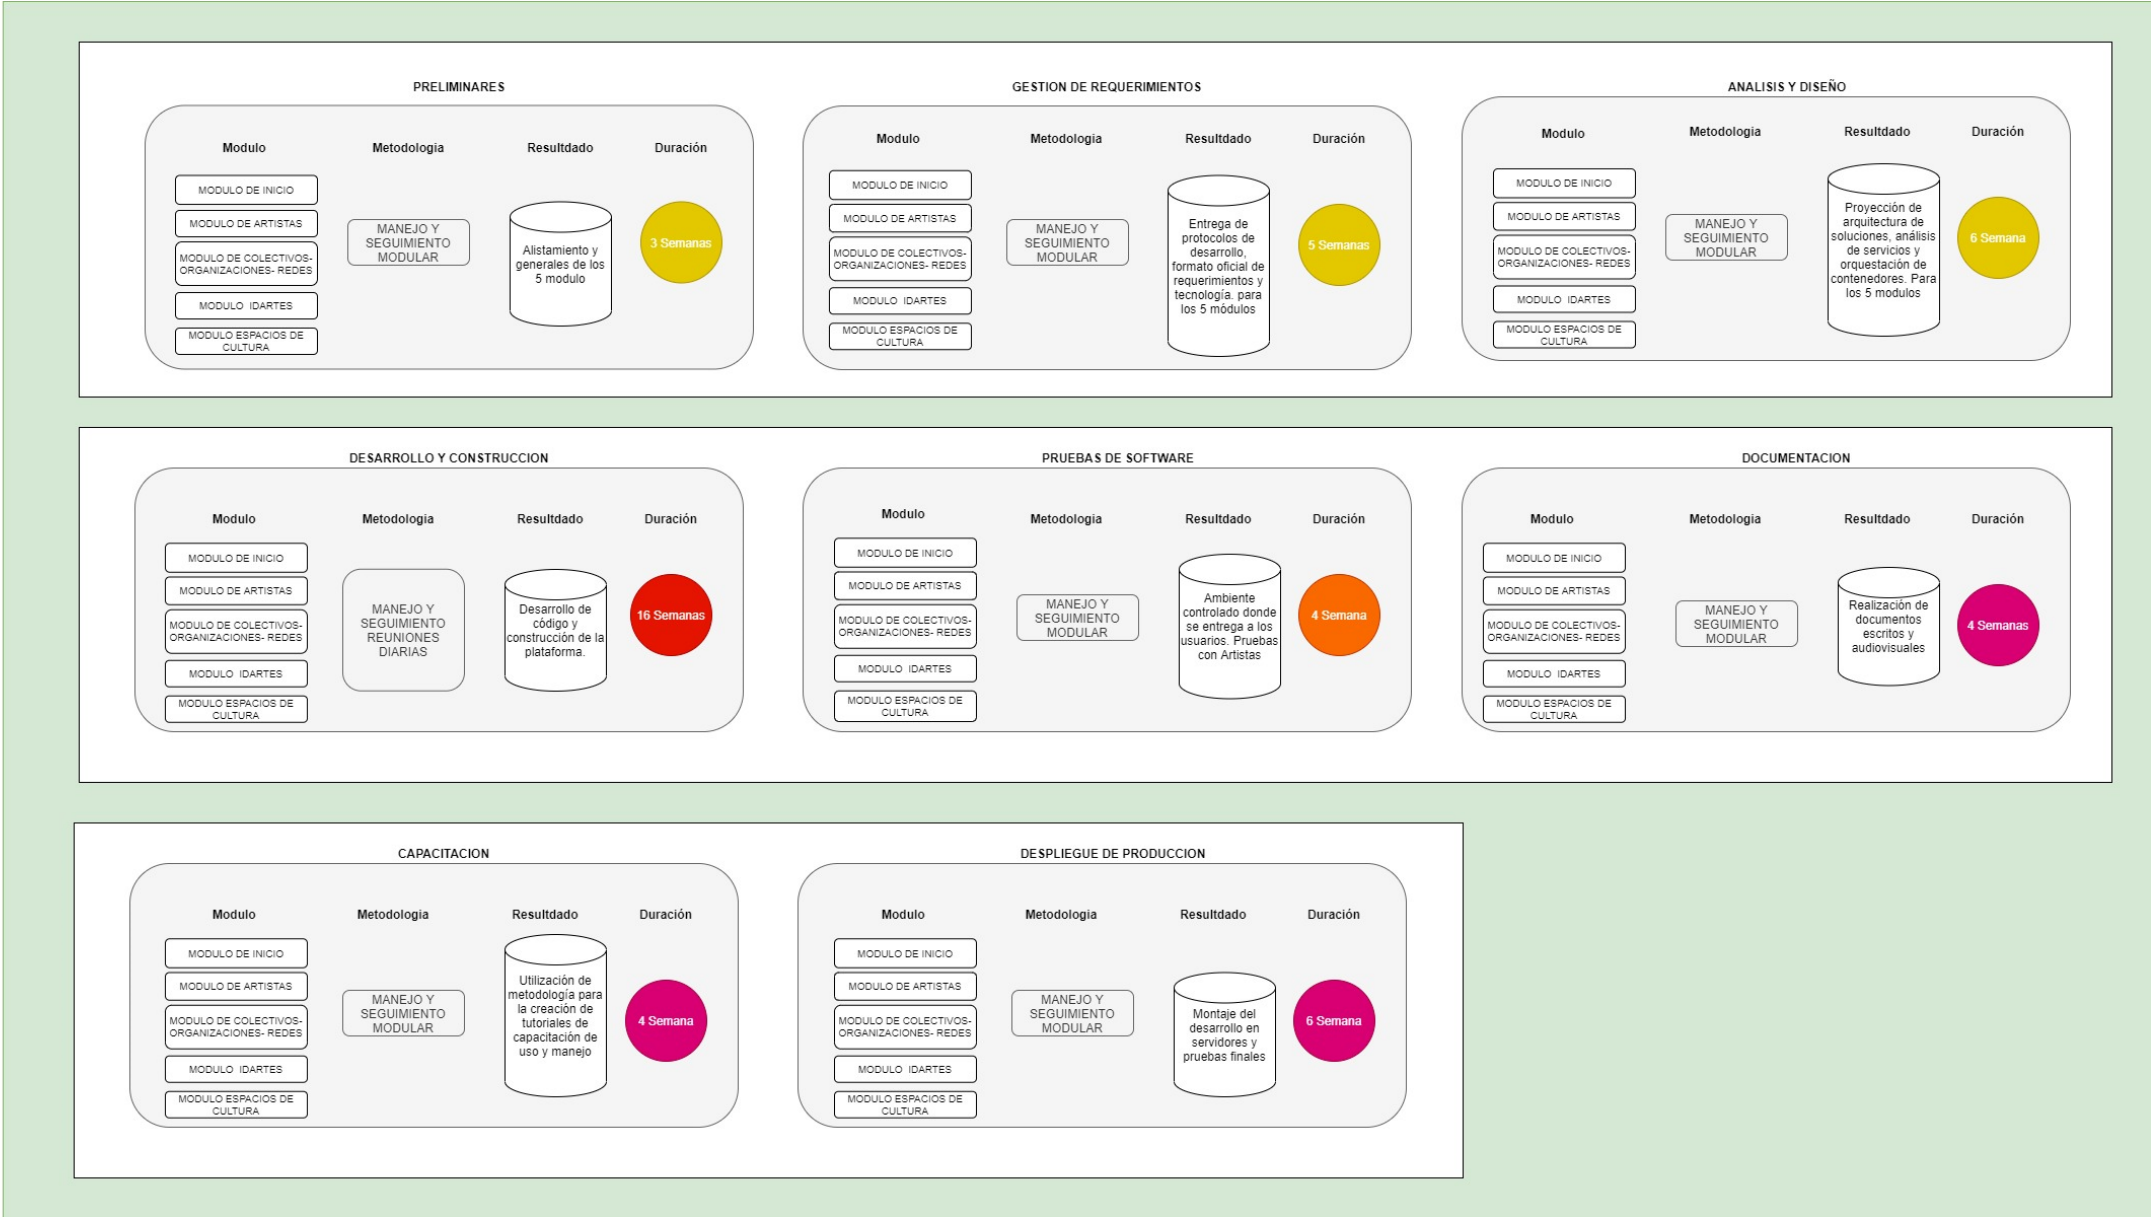 PRELIMINARES
Modulo
Metodologia
Resultdado
Duración
MODULO DE INICIO
MODULO DE ARTISTAS
MODULO DE COLECTIVOS-
ORGANIZACIONES- REDES
MODULO IDARTES
MODULO ESPACIOS DE
CULTURA
MANEJO Y
SEGUIMIENTO
MODULAR
Alistamiento y
generales de los
5 modulo
3 Semanas
GESTION DE REQUERIMIENTOS
Modulo
Metodologia
Resultdado
Duración
MODULO DE INICIO
MODULO DE ARTISTAS
MODULO DE COLECTIVOS-
ORGANIZACIONES- REDES
MODULO IDARTES
MODULO ESPACIOS DE
CULTURA
MANEJO Y
SEGUIMIENTO
MODULAR
Entrega de
protocolos de
desarrollo,
formato oficial de
requerimientos y
tecnología. para
los 5 módulos
5 Semanas
ANALISIS Y DISEÑO
Modulo
Metodologia
Resultdado
Duración
MODULO DE INICIO
MODULO DE ARTISTAS
MODULO DE COLECTIVOS-
ORGANIZACIONES- REDES
MODULO IDARTES
MODULO ESPACIOS DE
CULTURA
MANEJO Y
SEGUIMIENTO
MODULAR
Proyección de
arquitectura de
soluciones, análisis
de servicios y
orquestación de
contenedores. Para
los 5 modulos
6 Semana
DESARROLLO Y CONSTRUCCION
Modulo
Metodologia
Resultdado
Duración
MODULO DE INICIO
MODULO DE ARTISTAS
MODULO DE COLECTIVOS-
ORGANIZACIONES- REDES
MODULO IDARTES
MODULO ESPACIOS DE
CULTURA
MANEJO Y
SEGUIMIENTO
REUNIONES
DIARIAS
Desarrollo de
código y
construcción de la
plataforma.
16 Semanas
PRUEBAS DE SOFTWARE
Modulo
Metodologia
Resultdado
Duración
MODULO DE INICIO
MODULO DE ARTISTAS
MODULO DE COLECTIVOS-
ORGANIZACIONES- REDES
MODULO IDARTES
MODULO ESPACIOS DE
CULTURA
MANEJO Y
SEGUIMIENTO
MODULAR
Ambiente
controlado donde
se entrega a los
usuarios. Pruebas
con Artistas
4 Semana
DOCUMENTACION
Modulo
Metodologia
Resultdado
Duración
MODULO DE INICIO
MODULO DE ARTISTAS
MODULO DE COLECTIVOS-
ORGANIZACIONES- REDES
MODULO IDARTES
MODULO ESPACIOS DE
CULTURA
MANEJO Y
SEGUIMIENTO
MODULAR
Realización de
documentos
escritos y
audiovisuales
4 Semanas
CAPACITACION
Modulo
Metodologia
Resultdado
Duración
MODULO DE INICIO
MODULO DE ARTISTAS
MODULO DE COLECTIVOS-
ORGANIZACIONES- REDES
MODULO IDARTES
MODULO ESPACIOS DE
CULTURA
MANEJO Y
SEGUIMIENTO
MODULAR
Utilización de
metodología para
la creación de
tutoriales de
capacitación de
uso y manejo
4 Semana
DESPLIEGUE DE PRODUCCION
Modulo
Metodologia
Resultdado
Duración
MODULO DE INICIO
MODULO DE ARTISTAS
MODULO DE COLECTIVOS-
ORGANIZACIONES- REDES
MODULO IDARTES
MODULO ESPACIOS DE
CULTURA
MANEJO Y
SEGUIMIENTO
MODULAR
Montaje del
desarrollo en
servidores y
pruebas finales
6 Semana